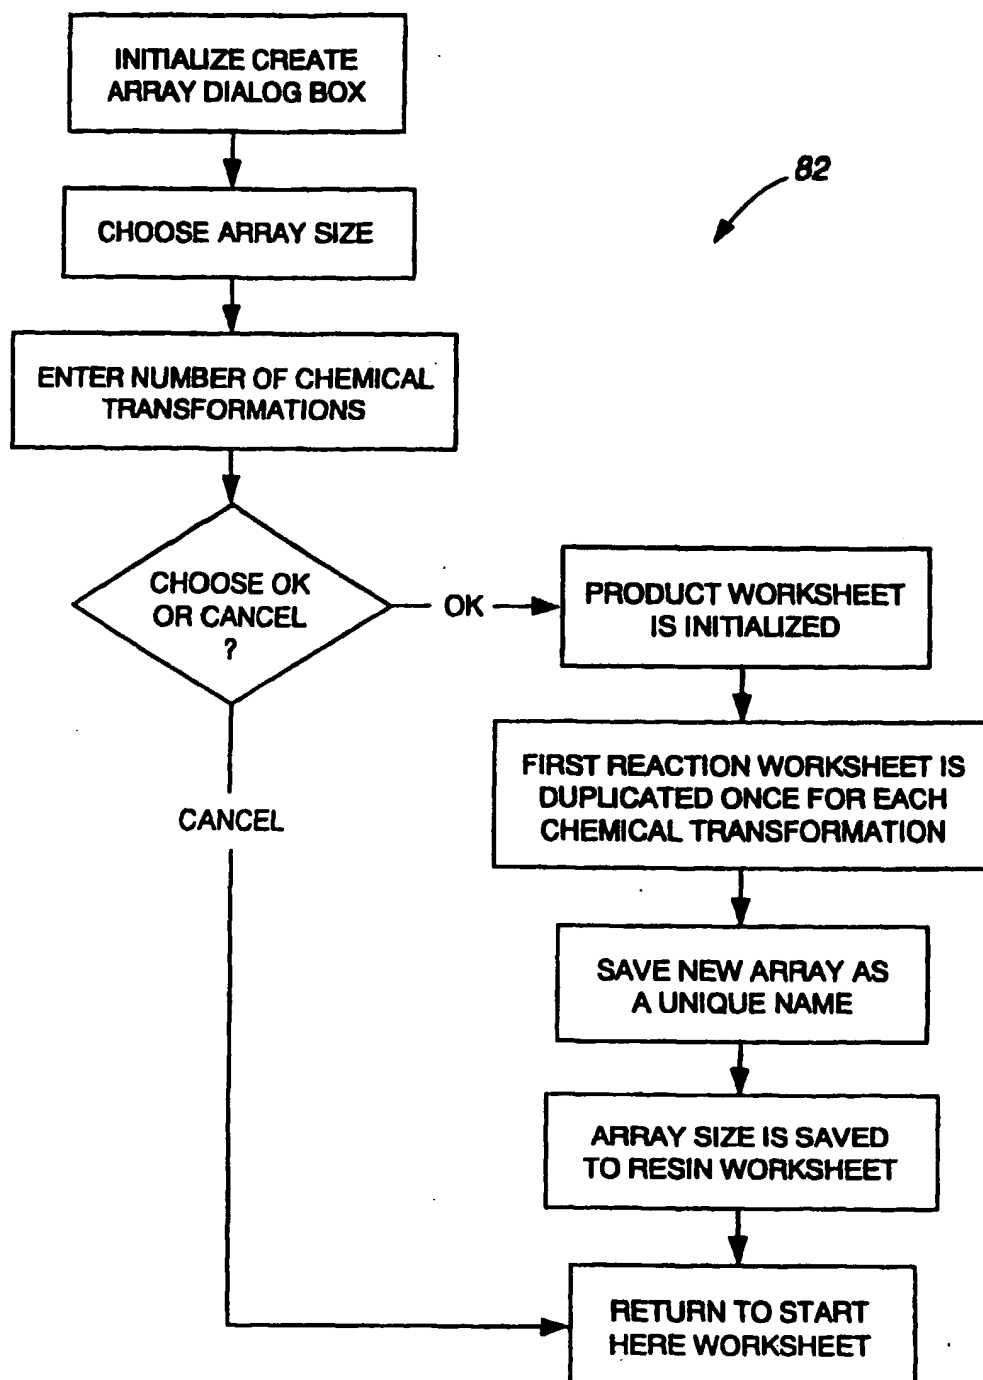 INITIALIZE CREATE
ARRAY DIALOG BOX
82
CHOOSE ARRAY SIZE
ENTER NUMBER OF CHEMICAL
TRANSFORMATIONS
CHOOSE OK
OR CANCEL
?
OK
PRODUCT WORKSHEET
IS INITIALIZED
FIRST REACTION WORKSHEET IS
DUPLICATED ONCE FOR EACH
CHEMICAL TRANSFORMATION
CANCEL
SAVE NEW ARRAY AS
A UNIQUE NAME
ARRAY SIZE IS SAVED
TO RESIN WORKSHEET
RETURN TO START
HERE WORKSHEET